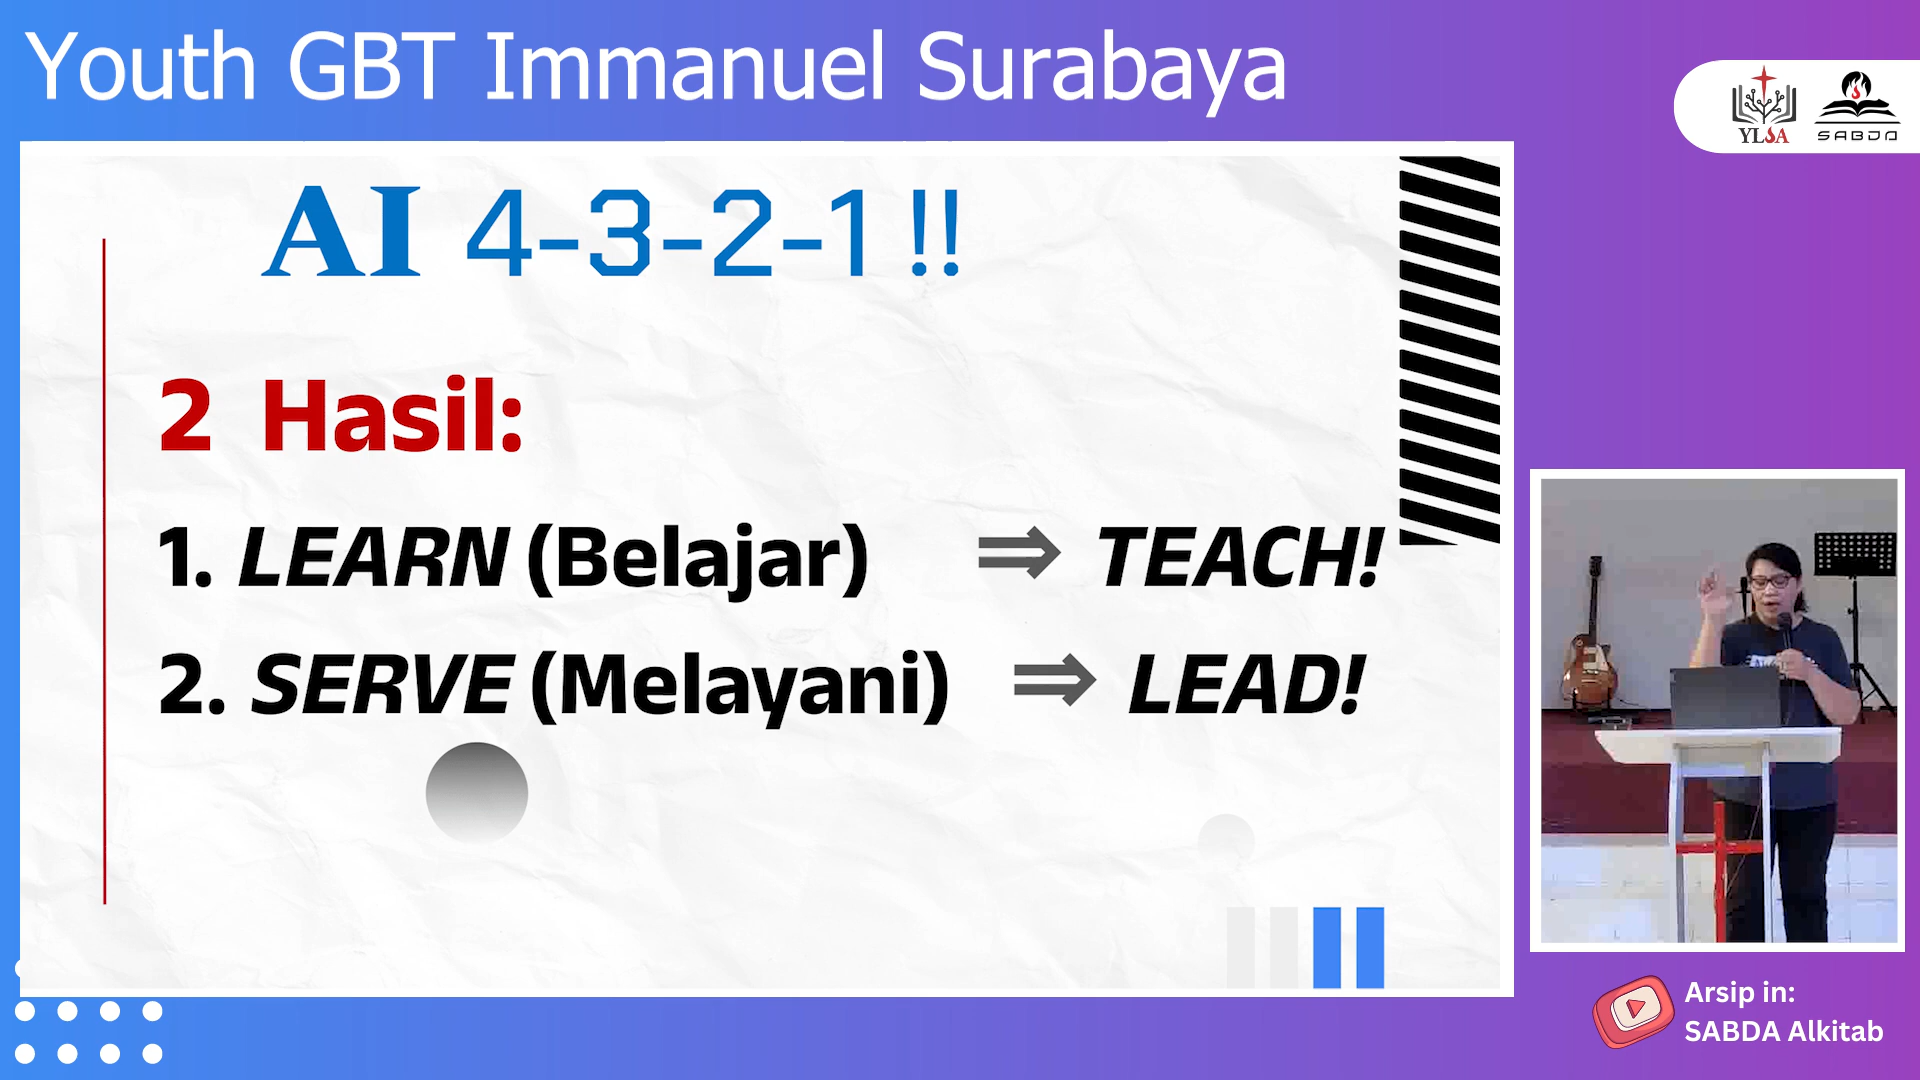 Youth GBT Immanuel Surabaya
YLSA
SABDA
AI 4-3-2-1 !!
2 Hasil:
1. LEARN (Belajar) ⇒ TEACH!
2. SERVE (Melayani) ⇒ LEAD!
Arsip in:
SABDA Alkitab